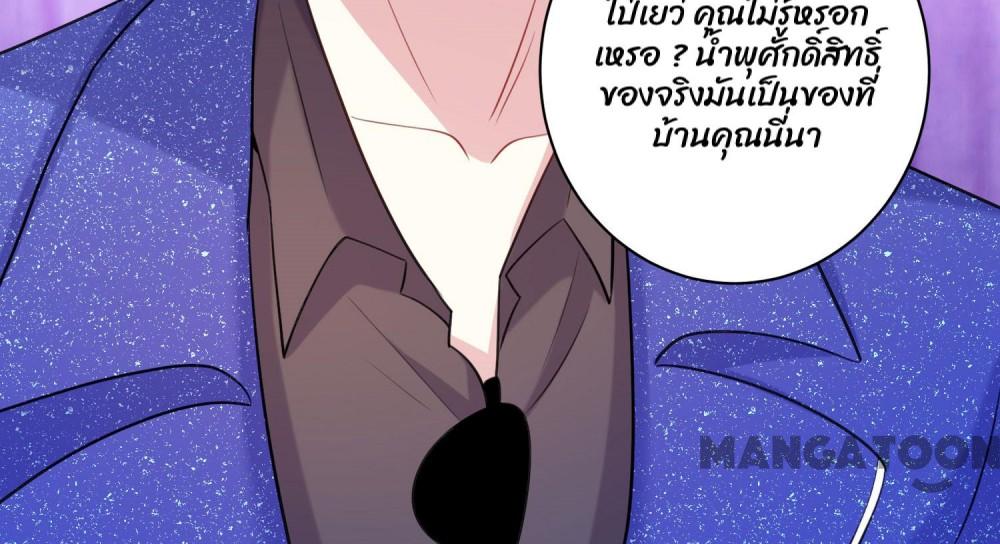 ไป๋เยว่ คุณไม่รู้หรอก
เหรอ ? น้ำพุศักดิ์สิทธิ์
ของจริงมันเป็นของที่
บ้านคุณนี่นา
MANGATOON